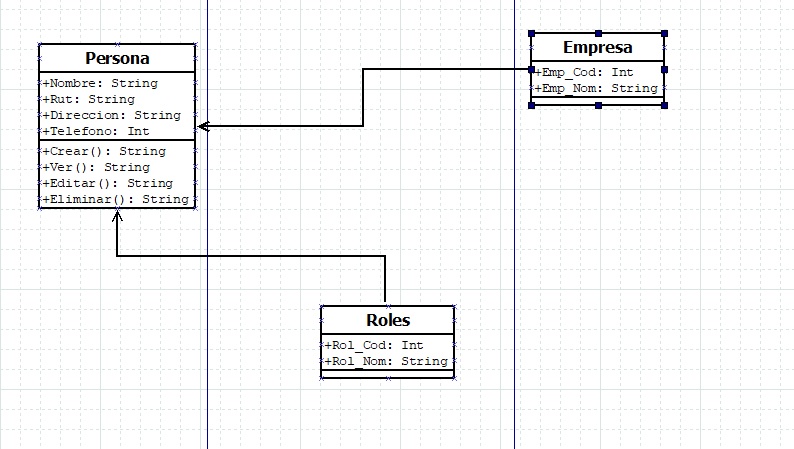 Persona
+Nombre: String
+Rut: String
+Direccion: String
+Telefono: Int
+Crear(): String
+Ver(): String
+Editar(): String
+Eliminar(): String
Empresa
+Emp_Cod: Int
+Emp_Nom: String
Roles
+Rol_Cod: Int
+Rol_Nom: String